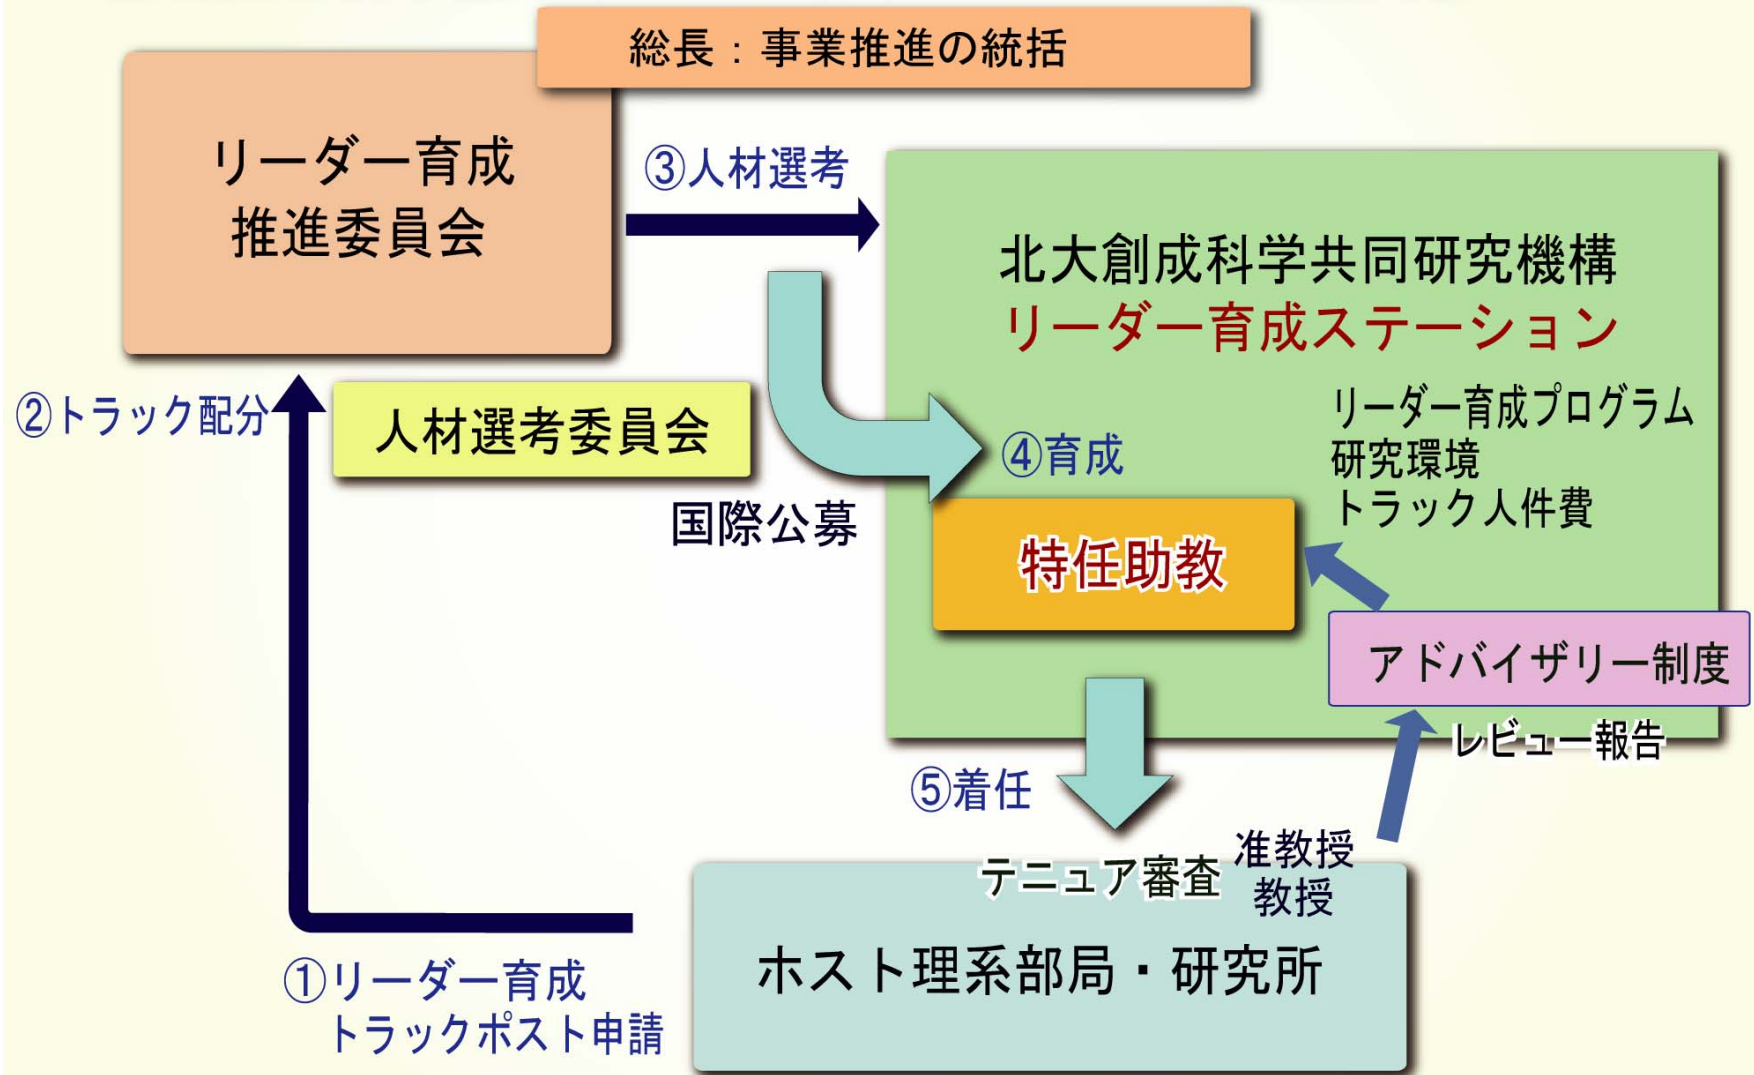 総長：事業推進の統括
リーダー育成
推進委員会
③人材選考
北大創成科学共同研究機構
リーダー育成ステーション
②トラック配分
人材選考委員会
リーダー育成プログラム
研究環境
トラック人件費
④育成
国際公募
特任助教
アドバイザリー制度
レビュー報告
⑤着任
テニュア審査
准教授
教授
ホスト理系部局・研究所
①リーダー育成
トラックポスト申請